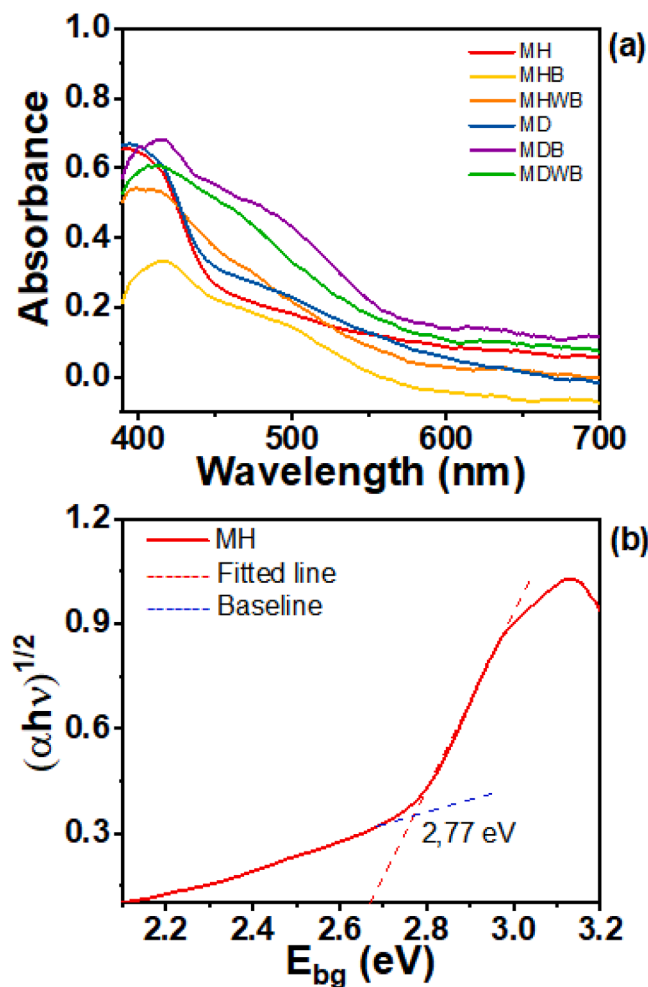 (a)
1.0
0.8
0.6
0.4
0.2
0.0
Absorbance
MH
MHB
MHWB
MD
MDB
MDWB
400
500
600
700
Wavelength (nm)
(b)
1.2
0.9
0.6
0.3
(αhν)1/2
MH
Fitted line
Baseline
2,77 eV
2.2
2.4
2.6
2.8
3.0
3.2
Ebg (eV)